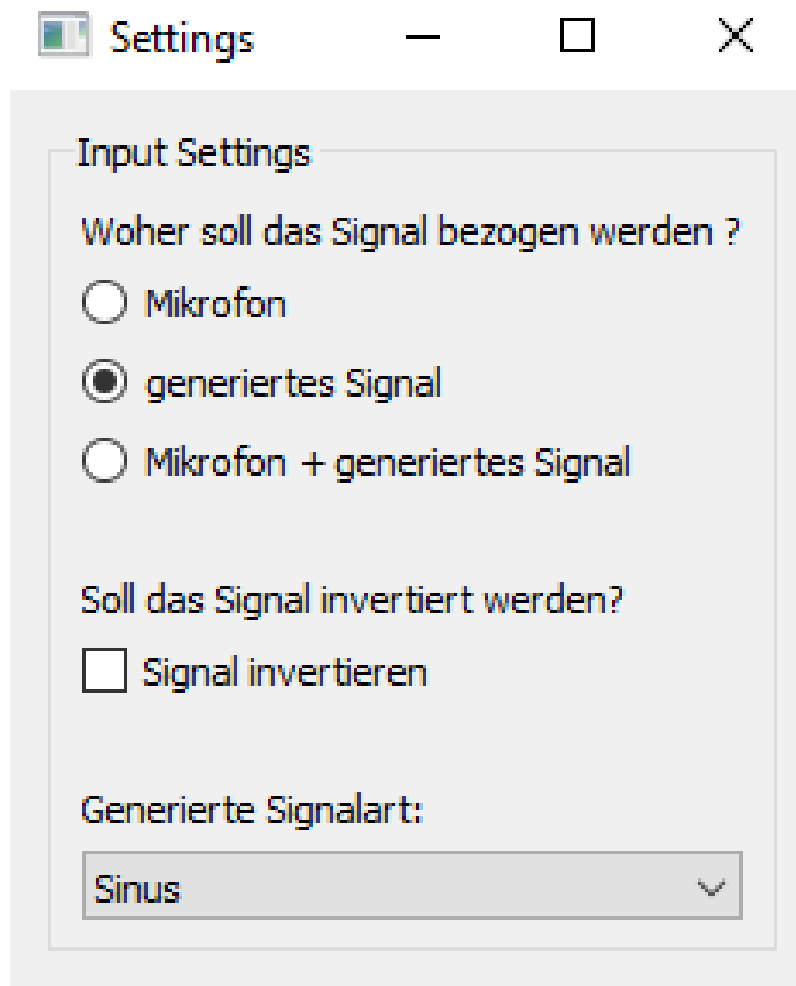 Settings
Input Settings
Woher soll das Signal bezogen werden ?
Mikrofon
generiertes Signal
Mikrofon + generiertes Signal
Soll das Signal invertiert werden?
Signal invertieren
Generierte Signalart:
Sinus